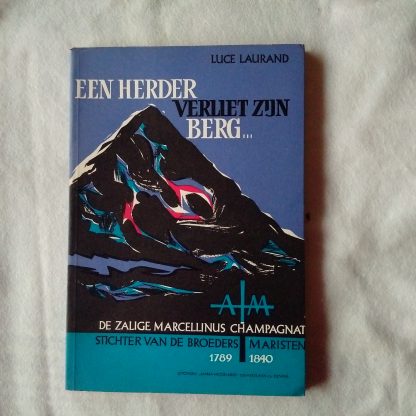 LUCE LAURAND
EEN HERDER
VERLIET ZIJN
BERG...
AM
DE ZALIGE MARCELLINUS CHAMPAGNAT
STICHTER VAN DE BROEDERS MARISTEN
1789 1840